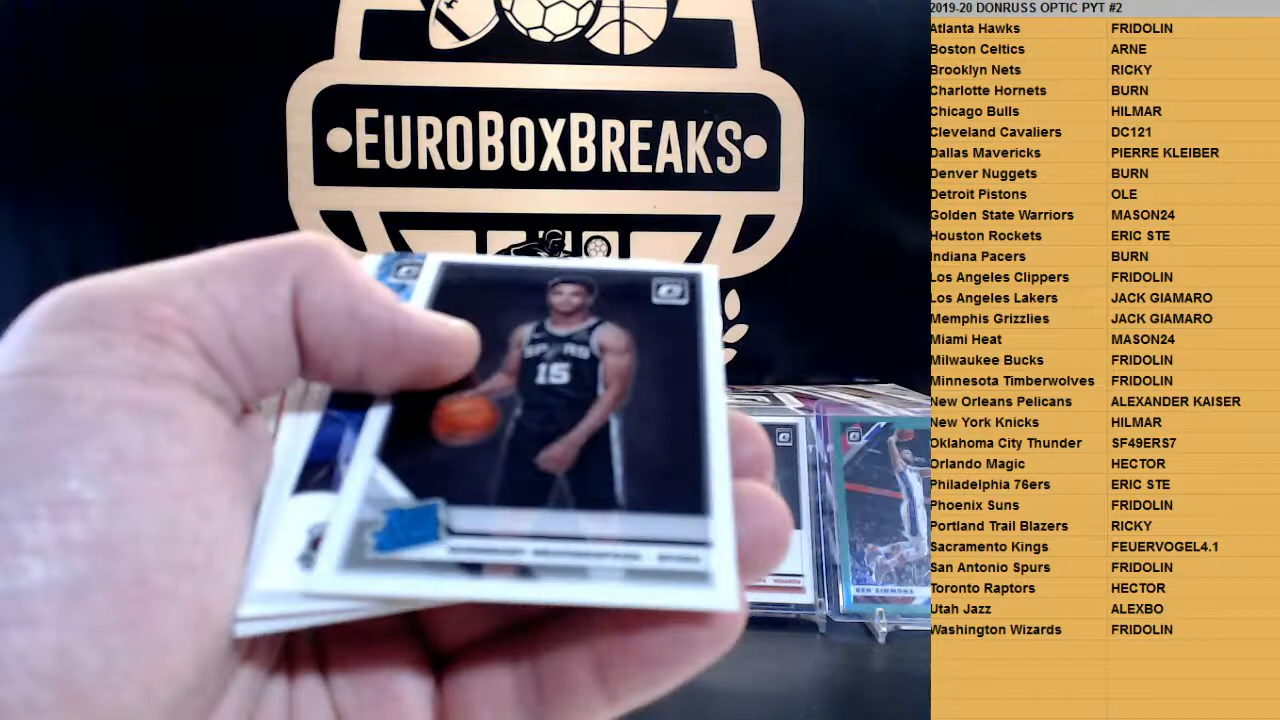 EUROBOXBREAKS
SPURS
15
BEN SIMMONS
2019-20 DONRUSS OPTIC PYT #2
Atlanta Hawks FRIDOLIN
Boston Celtics ARNE
Brooklyn Nets RICKY
Charlotte Hornets BURN
Chicago Bulls HILMAR
Cleveland Cavaliers DC121
Dallas Mavericks PIERRE KLEIBER
Denver Nuggets BURN
Detroit Pistons OLE
Golden State Warriors MASON24
Houston Rockets ERIC STE
Indiana Pacers BURN
Los Angeles Clippers FRIDOLIN
Los Angeles Lakers JACK GIAMARO
Memphis Grizzlies JACK GIAMARO
Miami Heat MASON24
Milwaukee Bucks FRIDOLIN
Minnesota Timberwolves FRIDOLIN
New Orleans Pelicans ALEXANDER KAISER
New York Knicks HILMAR
Oklahoma City Thunder SF49ERS7
Orlando Magic HECTOR
Philadelphia 76ers ERIC STE
Phoenix Suns FRIDOLIN
Portland Trail Blazers RICKY
Sacramento Kings FEUERVOGEL4.1
San Antonio Spurs FRIDOLIN
Toronto Raptors HECTOR
Utah Jazz ALEXBO
Washington Wizards FRIDOLIN